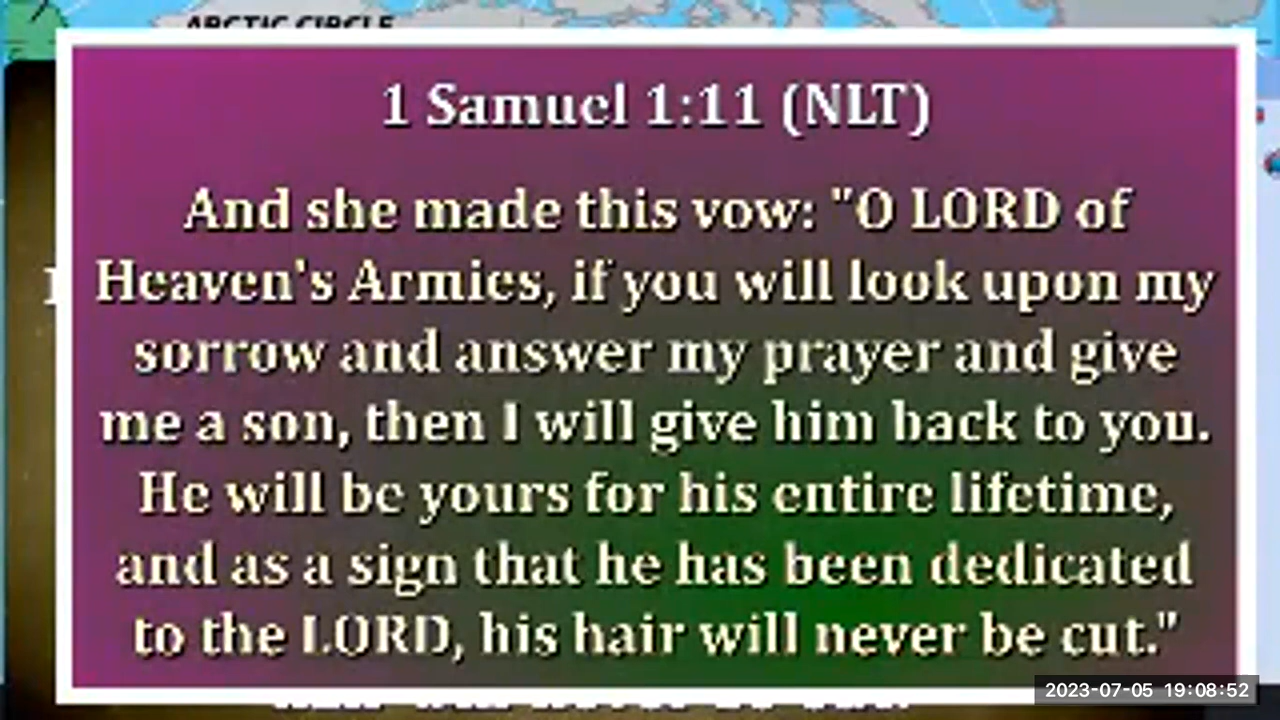 ARCTIC CIRCLE
1 Samuel 1:11 (NLT)
And she made this vow: "O LORD of
Heaven's Armies, if you will look upon my
sorrow and answer my prayer and give
me a son, then I will give him back to you.
He will be yours for his entire lifetime,
and as a sign that he has been dedicated
to the LORD, his hair will never be cut."
2023-07-05 19:08:52